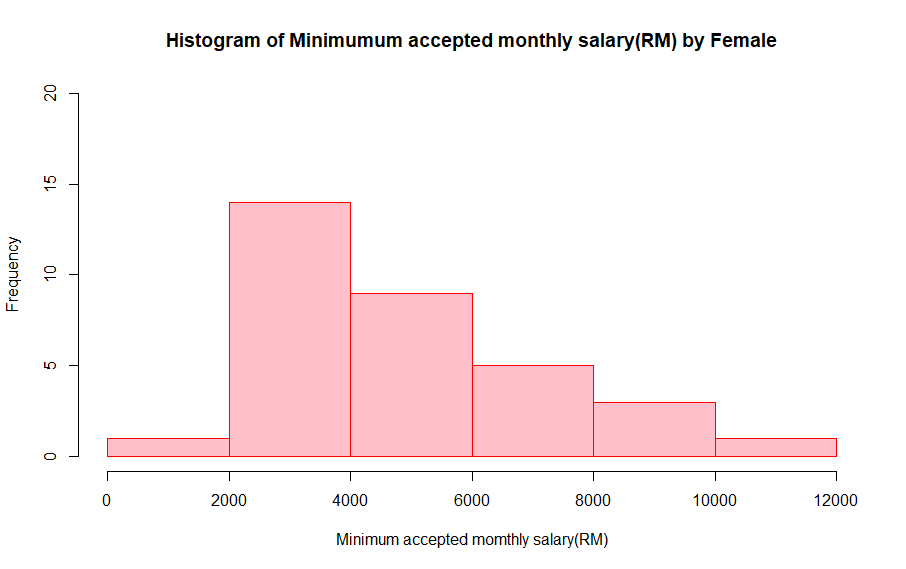 Histogram of Minimumum accepted monthly salary(RM) by Female
20
15
10
5
0
Frequency
0 2000 4000 6000 8000 10000 12000
Minimum accepted momthly salary(RM)